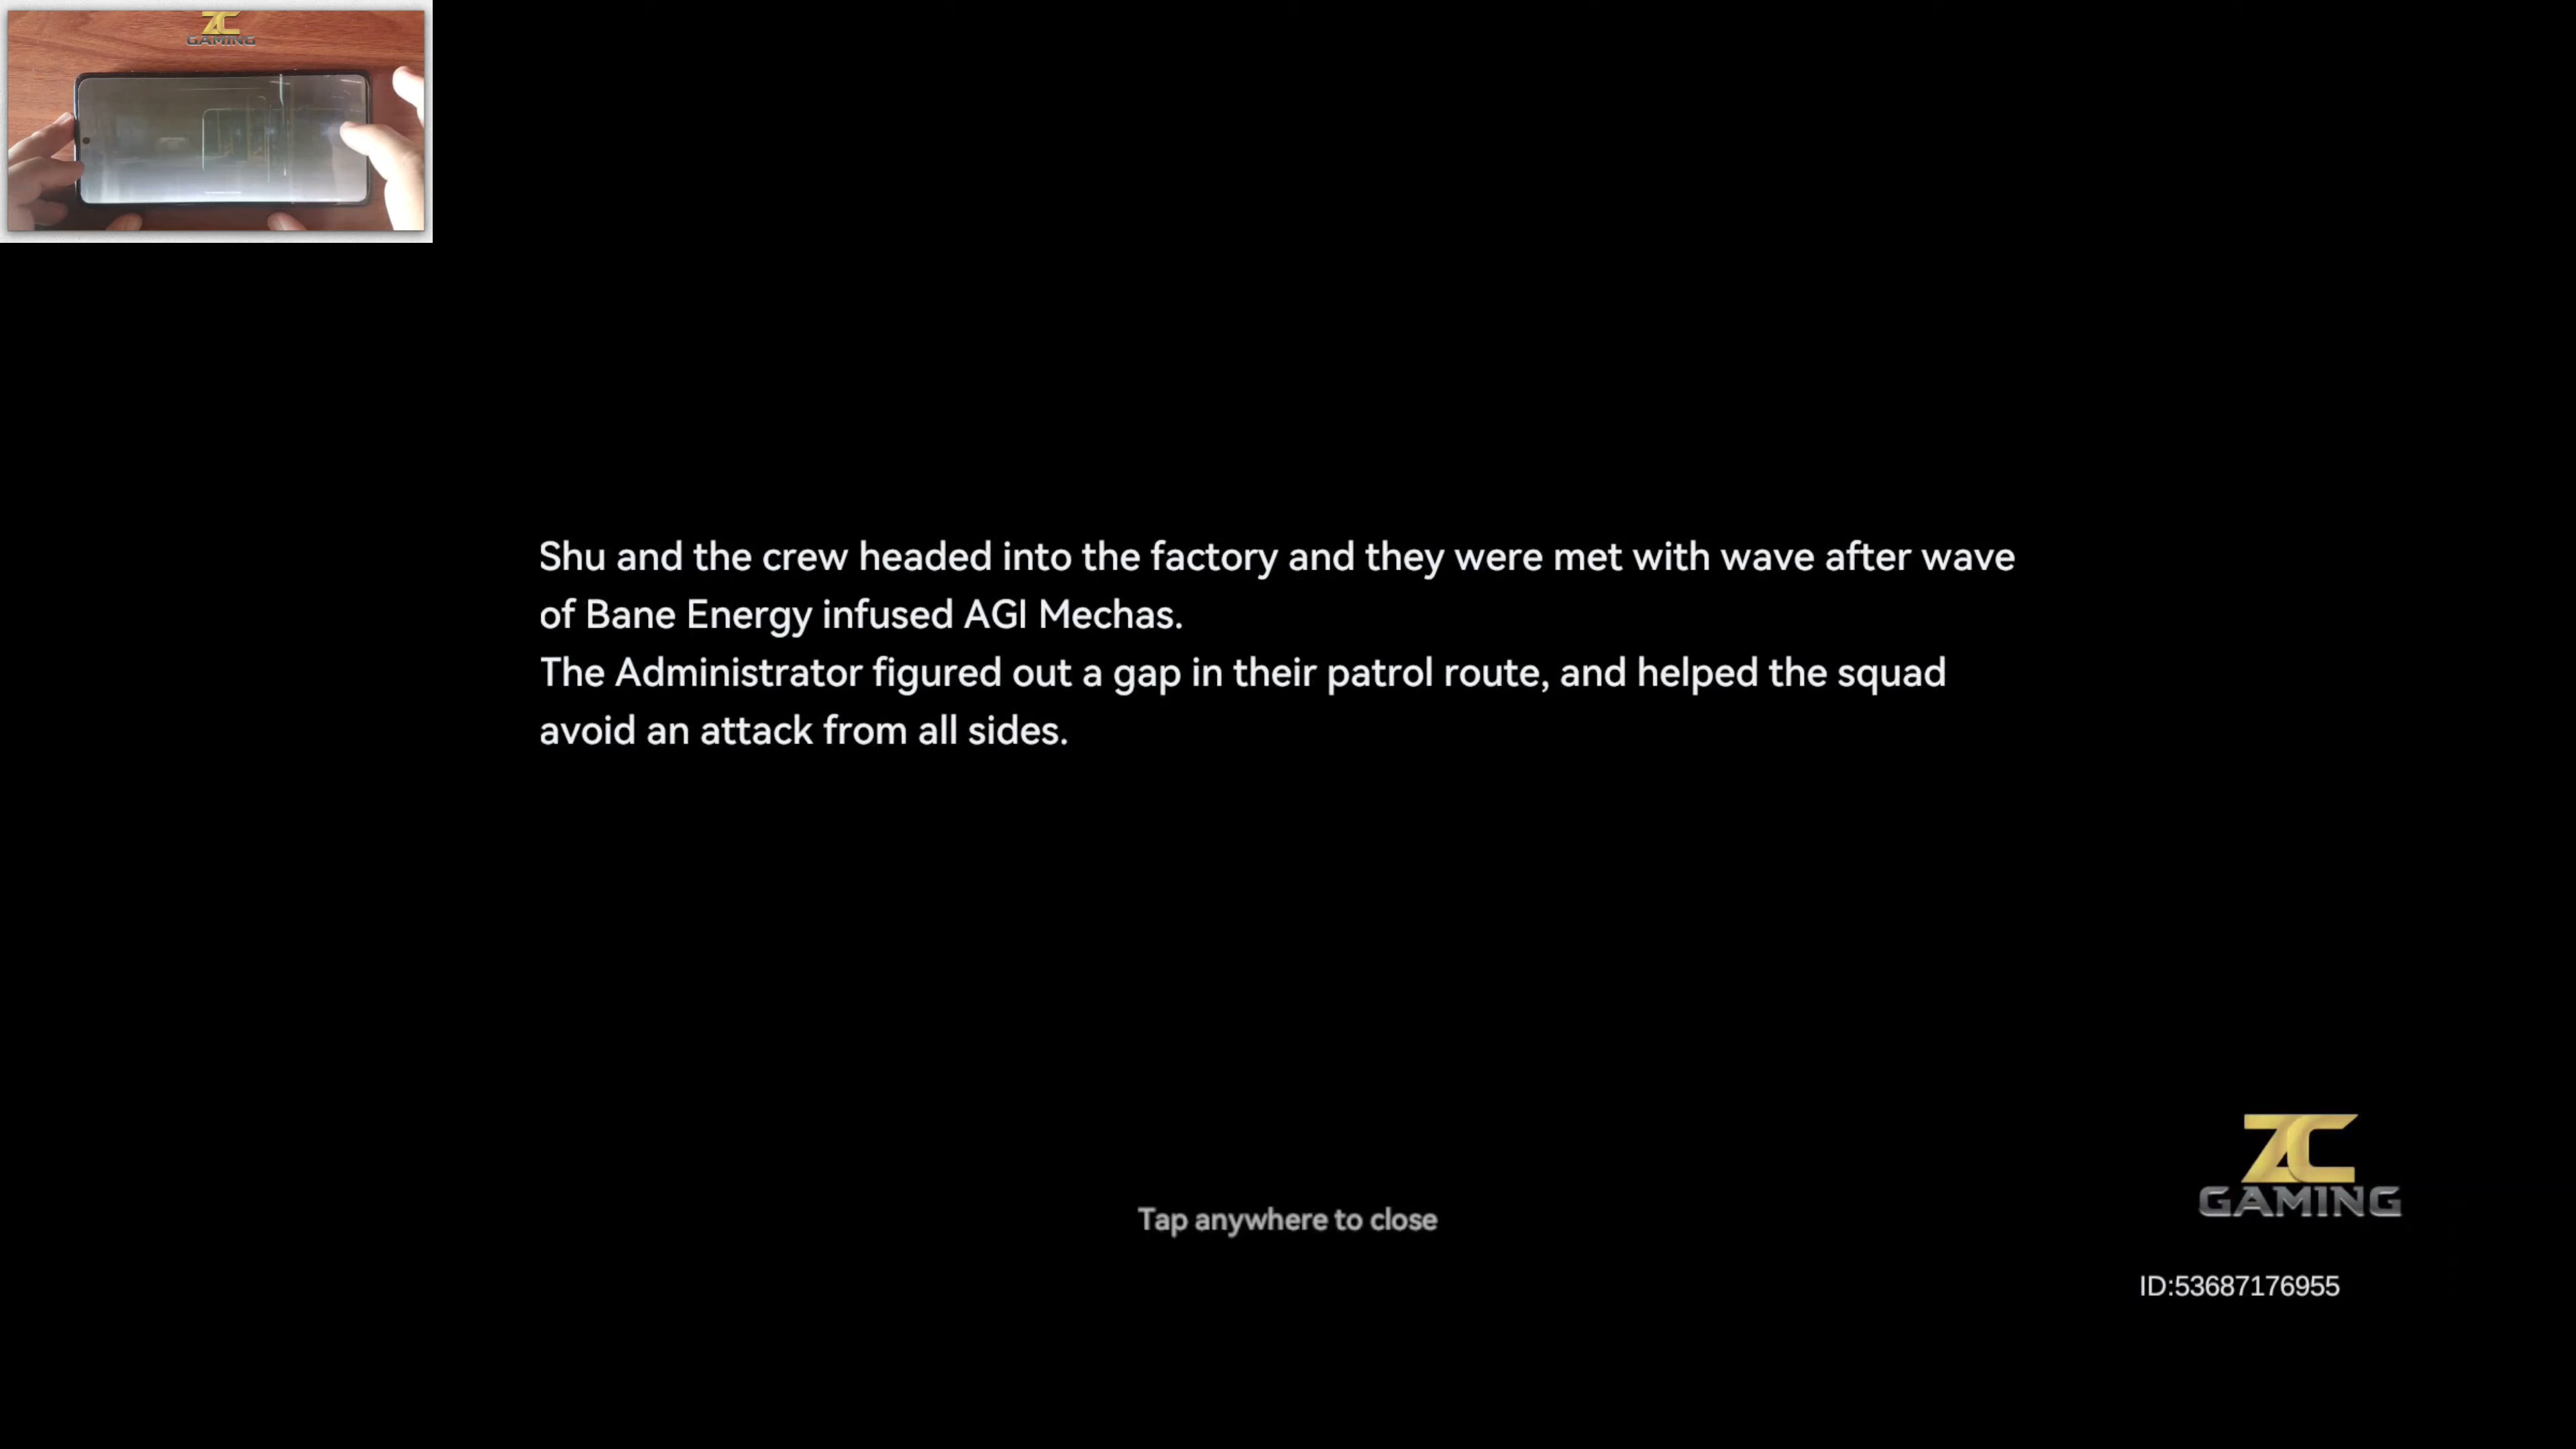 ZC
GAMING
Shu and the crew headed into the factory and they were met with wave after wave
of Bane Energy infused AGI Mechas.
The Administrator figured out a gap in their patrol route, and helped the squad
avoid an attack from all sides.
ZC
GAMING
Tap anywhere to close
ID:53687176955